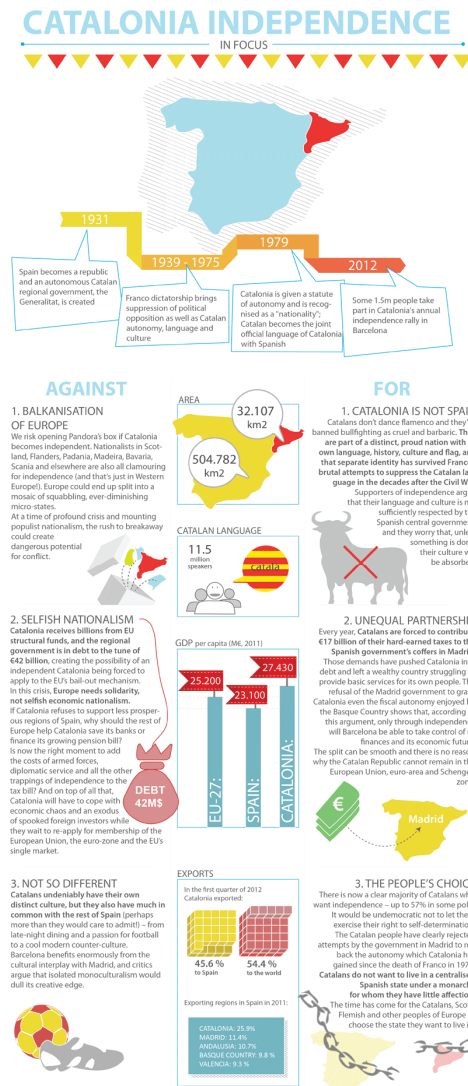 CATALONIA INDEPENDENCE
IN FOCUS
1931
Spain becomes a republic
and an autonomous Catalan
regional government, the
Generalitat, is created
1939 - 1975
Franco dictatorship brings
suppression of political
opposition as well as Catalan
autonomy, language and
culture
1979
Catalonia is given a statute
of autonomy and is recog-
nised as a "nationality";
Catalan becomes the joint
official language of Catalonia
with Spanish
2012
Some 1.5m people take
part in Catalonia's annual
independence rally in
Barcelona
AGAINST
1. BALKANISATION
OF EUROPE
We risk opening Pandora's box if Catalonia
becomes independent. Nationalists in Scot-
land, Flanders, Padania, Madeira, Bavaria,
Scania and elsewhere are also all clamouring
for independence (and that's just in Western
Europe!). Europe could end up split into a
mosaic of squabbling, ever-diminishing
micro-states.
At a time of profound crisis and mounting
populist nationalism, the rush to breakaway
could create
dangerous potential
for conflict.
2. SELFISH NATIONALISM
Catalonia receives billions from EU
structural funds, and the regional
government is in debt to the tune of
€42 billion, creating the possibility of an
independent Catalonia being forced to
apply to the EU's bail-out mechanism.
In this crisis, Europe needs solidarity,
not selfish economic nationalism.
If Catalonia refuses to support less prosper-
ous regions of Spain, why should the rest of
Europe help Catalonia save its banks or
finance its growing pension bill?
Is now the right moment to add
the costs of armed forces,
diplomatic service and all the other
trappings of independence to the
tax bill? And on top of all that,
Catalonia will have to cope with
economic chaos and an exodus
of spooked foreign investors while
they wait to re-apply for membership of the
European Union, the euro-zone and the EU's
single market.
DEBT
42M$
3. NOT SO DIFFERENT
Catalans undeniably have their own
distinct culture, but they also have much in
common with the rest of Spain (perhaps
more than they would care to admit!) – from
late-night dining and a passion for football
to a cool modern counter-culture.
Barcelona benefits enormously from the
cultural interplay with Madrid, and critics
argue that isolated monoculturalism would
dull its creative edge.
AREA
32.107
km2
504.782
km2
CATALAN LANGUAGE
11.5
million
speakers
català
GDP per capita (M€, 2011)
25.200
23.100
27.430
EU-27:
SPAIN:
CATALONIA:
EXPORTS
In the first quarter of 2012
Catalonia exported:
45.6 %
to Spain
54.4 %
to the world
Exporting regions in Spain in 2011:
CATALONIA: 25.9%
MADRID: 11.4%
ANDALUSIA: 10.7%
BASQUE COUNTRY: 9.8 %
VALENCIA: 9.3 %
FOR
1. CATALONIA IS NOT SPAI
Catalans don't dance flamenco and they'
banned bullfighting as cruel and barbaric. Th
are part of a distinct, proud nation with
own language, history, culture and flag, an
that separate identity has survived Franc
brutal attempts to suppress the Catalan la
guage in the decades after the Civil W
Supporters of independence arg
that their language and culture is n
sufficiently respected by t
Spanish central governme
and they worry that, unle
something is don
their culture w
be absorbe
2. UNEQUAL PARTNERSH
Every year, Catalans are forced to contribu
€17 billion of their hard-earned taxes to th
Spanish government's coffers in Madri
Those demands have pushed Catalonia in
debt and left a wealthy country struggling
provide basic services for its own people. Th
refusal of the Madrid government to gra
Catalonia even the fiscal autonomy enjoyed b
thy Basque Country shows that, according
this argument, only through independen
will Barcelona be able to take control of i
finances and its economic futur
The split can be smooth and there is no reaso
why the Catalan Republic cannot remain in th
European Union, euro-area and Scheng
zon
€
Madrid
3. THE PEOPLE'S CHOIC
There is now a clear majority of Catalans wh
want independence – up to 57% in some pol
It would be undemocratic not to let the
exercise their right to self-determinatio
The Catalan people have clearly rejecte
attempts by the government in Madrid to ro
back the autonomy which Catalonia h
gained since the death of Franco in 197
Catalans do not want to live in a centralise
Spanish state under a monarch
for whom they have little affectio
The time has come for the Catalans, Scot
Flemish and other peoples of Europe
choose the state they want to live i